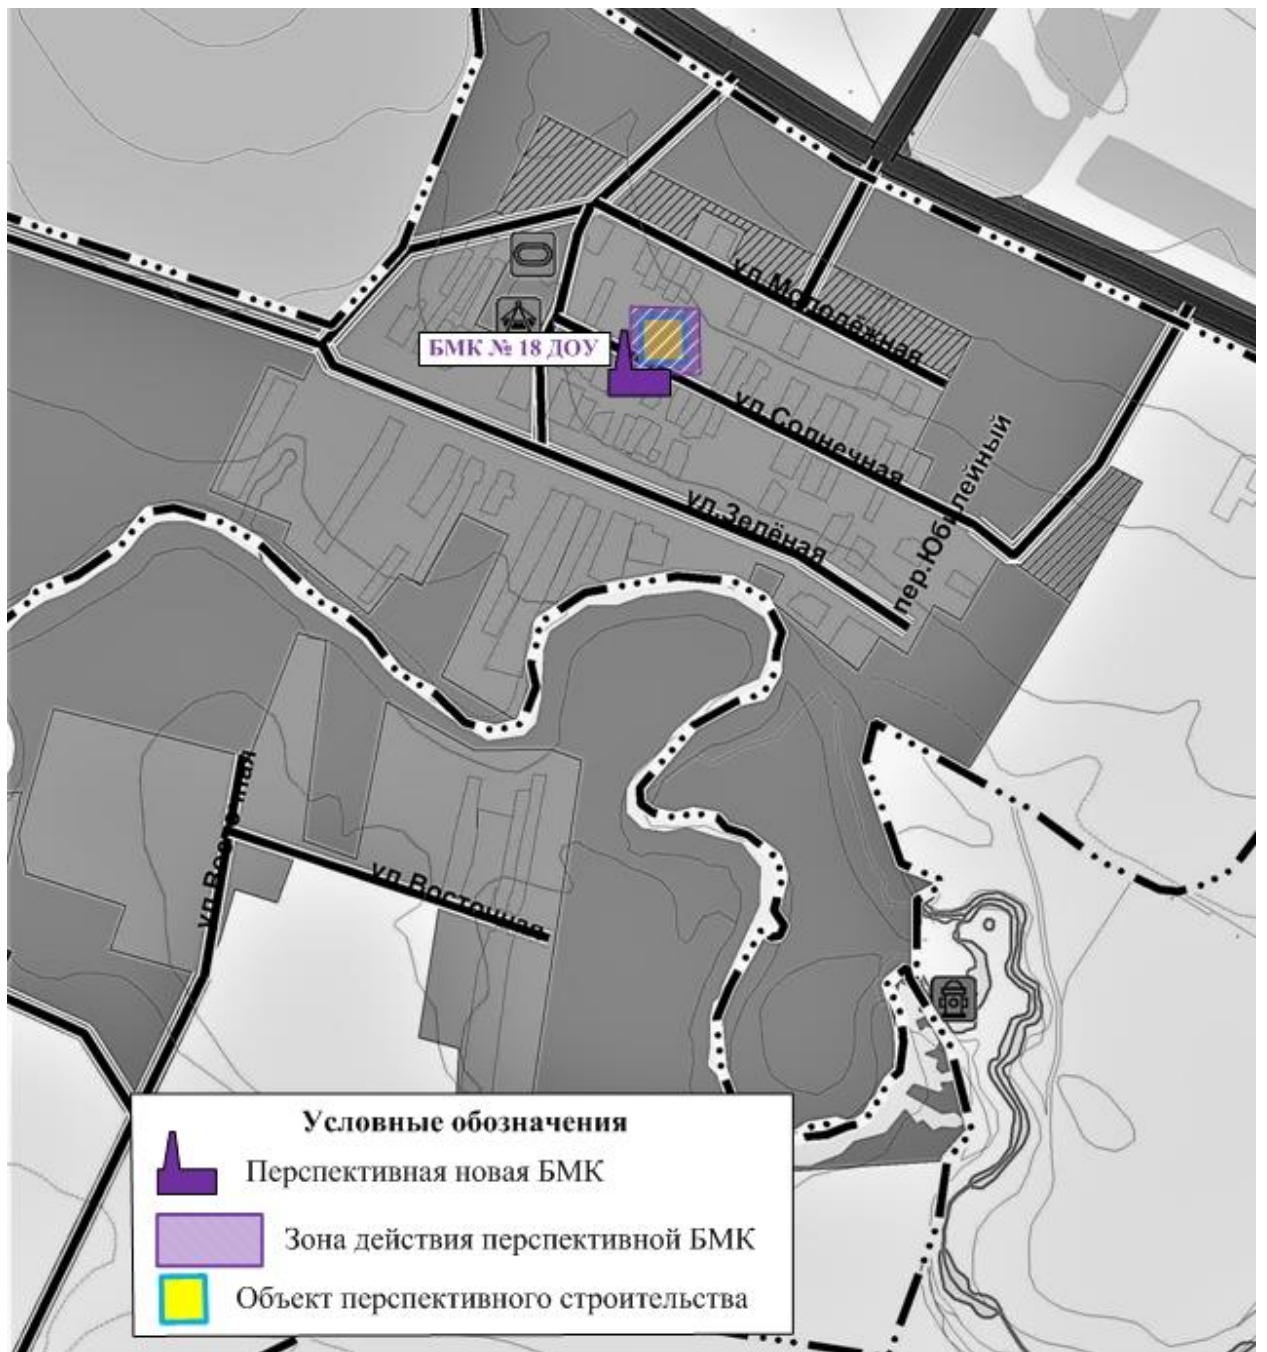 ул.Молодёжная
БМК № 18 ДОУ
ул.Солнечная
пер.Юбилейный
ул.Зелёная
ул.Восточная
ул.Восточная
Условные обозначения
Перспективная новая БМК
Зона действия перспективной БМК
Объект перспективного строительства